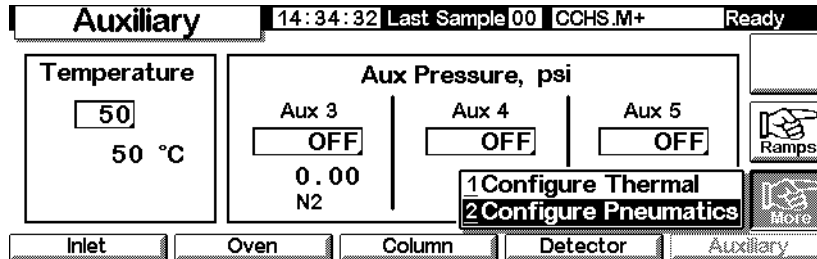 Auxiliary 14:34:32 Last Sample 00 CCHS.M+ Ready
Temperature
50
50 °C
Aux Pressure, psi
Aux 3 Aux 4 Aux 5
OFF OFF OFF
0.00
N2
1 Configure Thermal
2 Configure Pneumatics
Ramps
More
Inlet Oven Column Detector Auxiliary